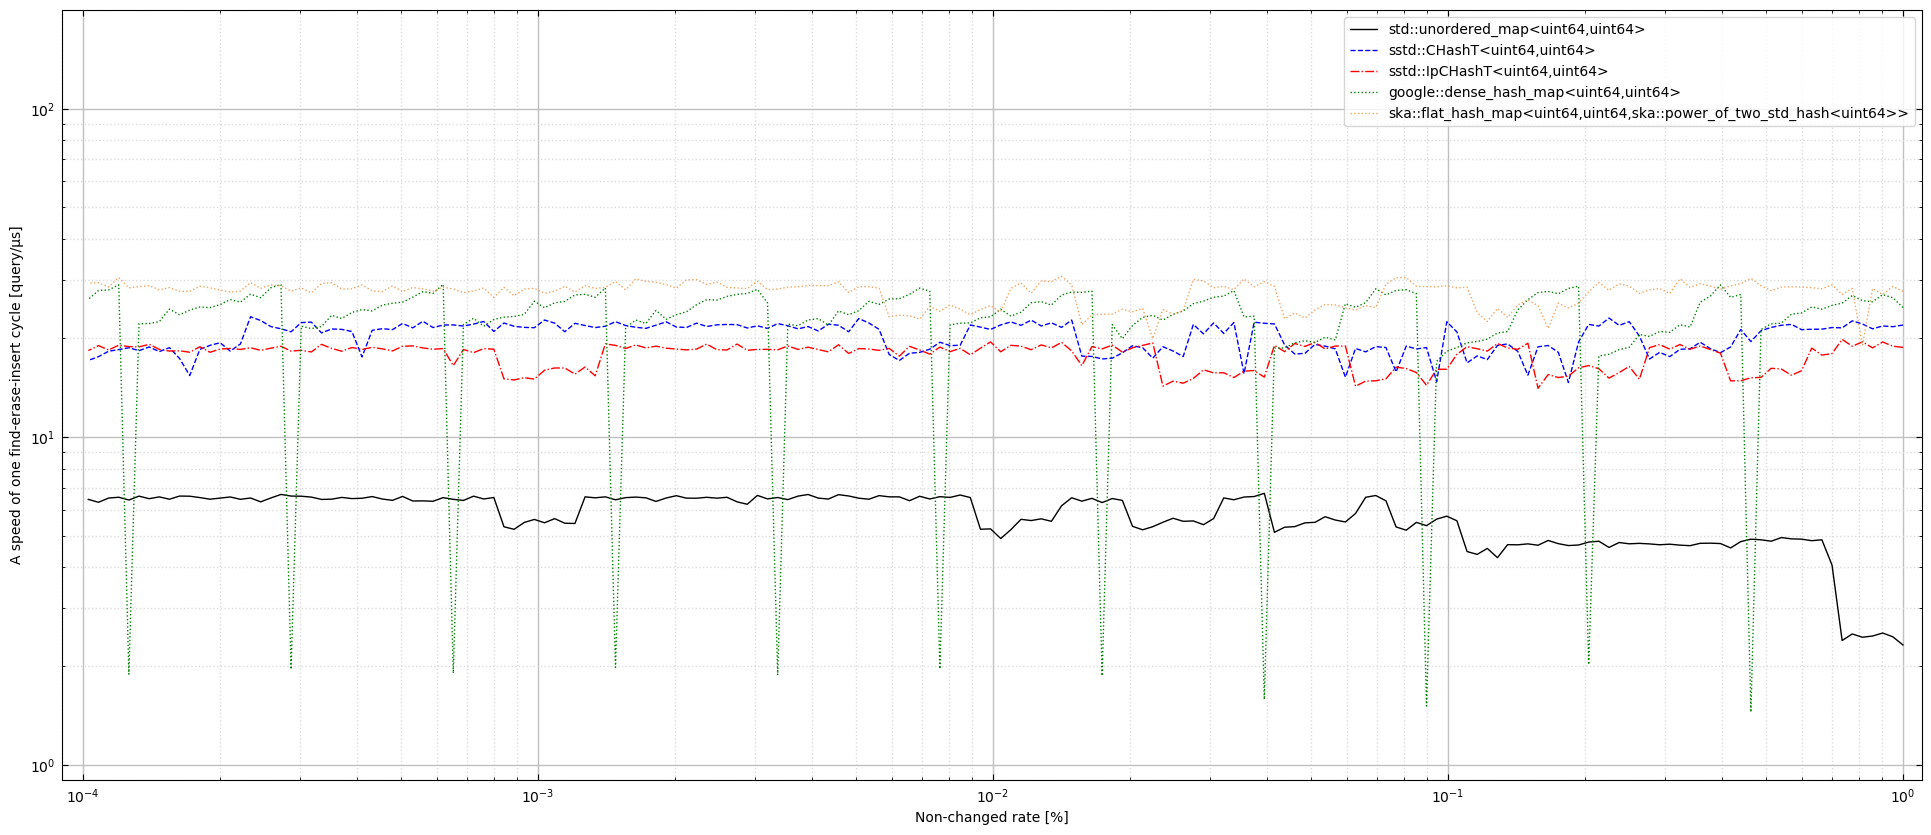 std::unordered_map<uint64,uint64>
sstd::CHashT<uint64,uint64>
sstd::IpCHashT<uint64,uint64>
google::dense_hash_map<uint64,uint64>
ska::flat_hash_map<uint64,uint64,ska::power_of_two_std_hash<uint64>>
A speed of one find-erase-insert cycle [query/μs]
10²
10¹
10⁰
10⁻⁴
10⁻³
10⁻²
10⁻¹
10⁰
Non-changed rate [%]